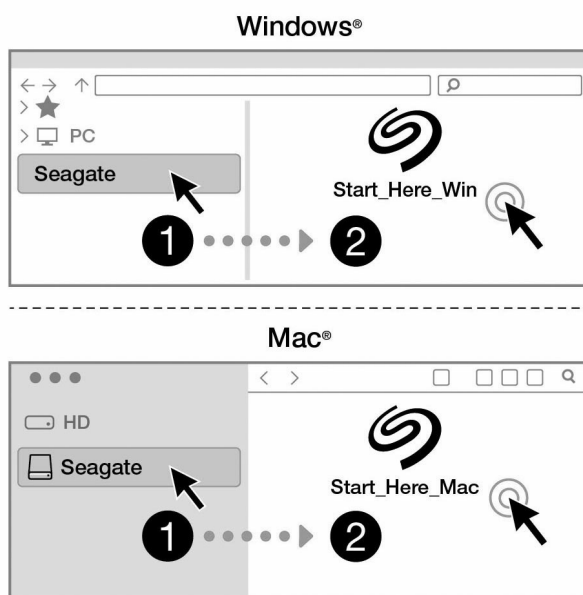 Windows®
PC
Seagate
Start_Here_Win
1
2
Mac®
HD
Seagate
Start_Here_Mac
1
2